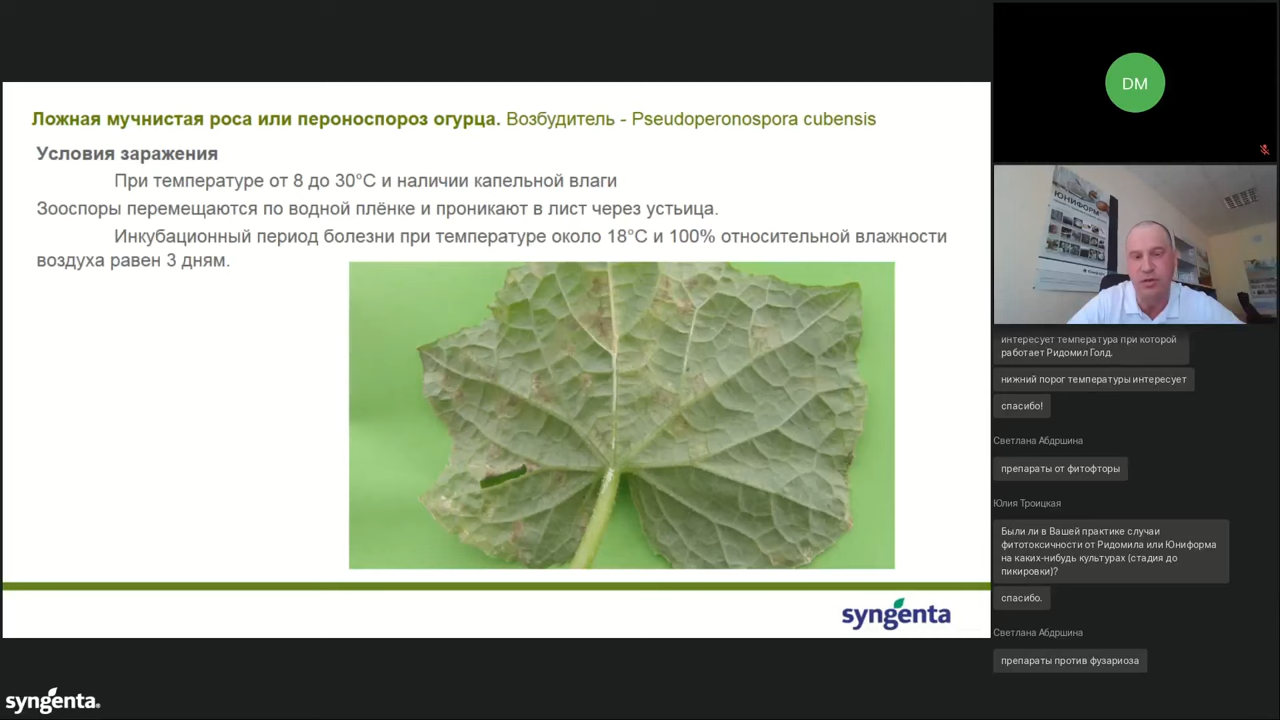 Ложная мучнистая роса или пероноспороз огурца. Возбудитель - Pseudoperonospora cubensis
Условия заражения
При температуре от 8 до 30°С и наличии капельной влаги
Зооспоры перемещаются по водной плёнке и проникают в лист через устьица.
Инкубационный период болезни при температуре около 18°С и 100% относительной влажности
воздуха равен 3 дням.
syngenta
syngenta.
DM
ЮНИФОРМ
интересует температура при которой
работает Ридомил Голд.
нижний порог температуры интересует
спасибо!
Светлана Абдршина
препараты от фитофторы
Юлия Троицкая
Были ли в Вашей практике случаи
фитотоксичности от Ридомила или Юниформа
на каких-нибудь культурах (стадия до
пикировки)?
спасибо.
Светлана Абдршина
препараты против фузариоза